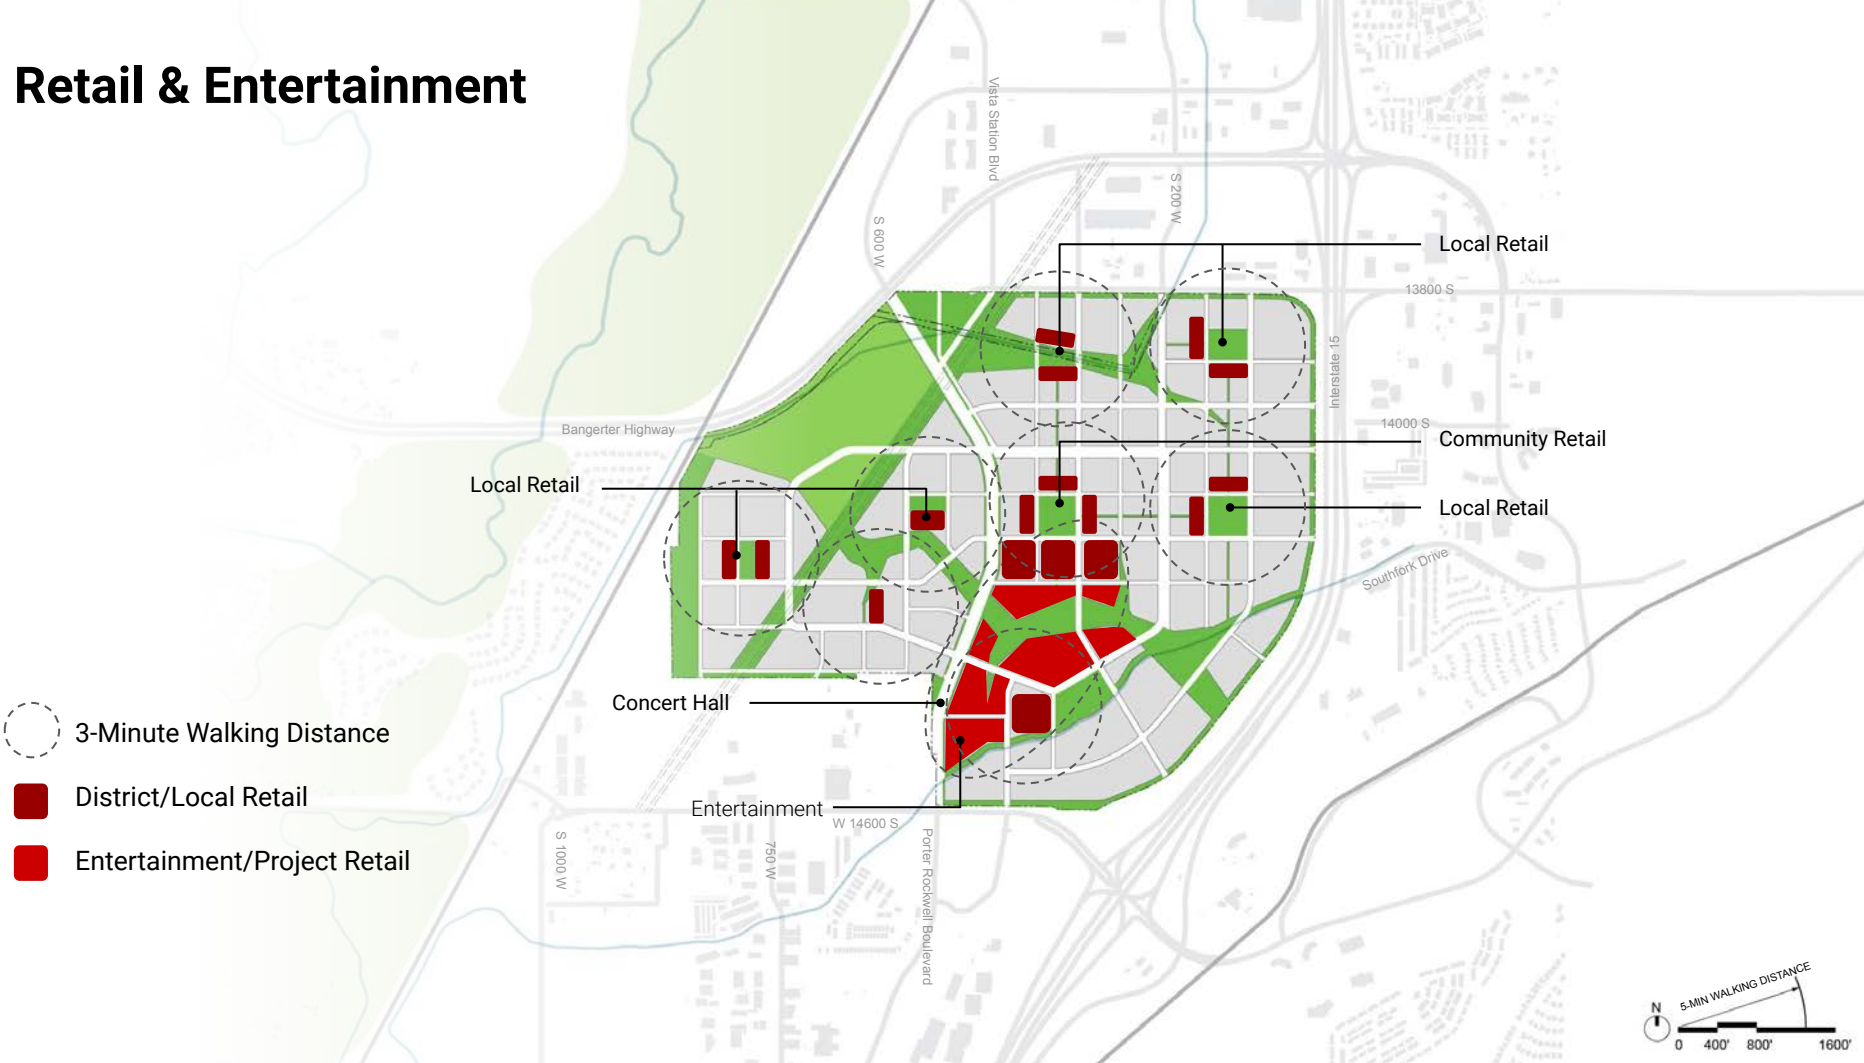 Retail & Entertainment
Vista Station Blvd
S 200 W
S 600 W
Local Retail
13800 S
Interstate 15
14000 S
Bangerter Highway
Community Retail
Local Retail
Local Retail
Southfork Drive
Concert Hall
3-Minute Walking Distance
District/Local Retail
Entertainment/Project Retail
Entertainment
W 14600 S
S 1000 W
750 W
Porter Rockwell Boulevard
5-MIN WALKING DISTANCE
N
0 400' 800' 1600'